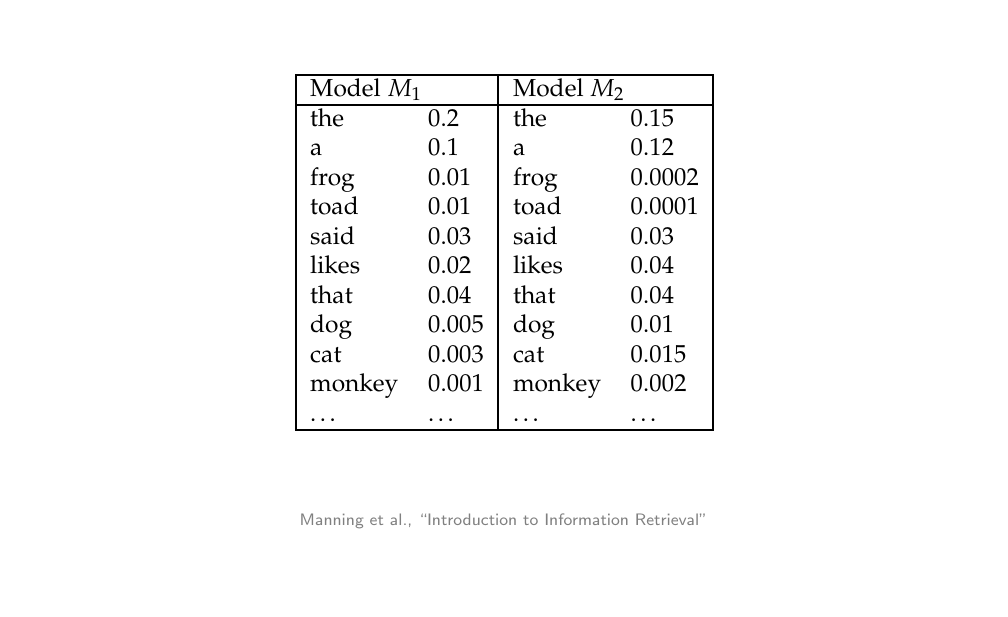 Model M1 Model M2
the 0.2 the 0.15
a 0.1 a 0.12
frog 0.01 frog 0.0002
toad 0.01 toad 0.0001
said 0.03 said 0.03
likes 0.02 likes 0.04
that 0.04 that 0.04
dog 0.005 dog 0.01
cat 0.003 cat 0.015
monkey 0.001 monkey 0.002
... ... ... ...
Manning et al., “Introduction to Information Retrieval”